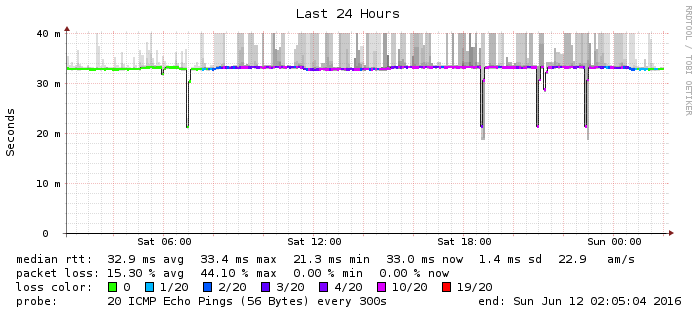 Last 24 Hours
RRDTOOL / TOBI OETIKER
Seconds
40 m
30 m
20 m
10 m
0
Sat 06:00 Sat 12:00 Sat 18:00 Sun 00:00
median rtt: 32.9 ms avg 33.4 ms max 21.3 ms min 33.0 ms now 1.4 ms sd 22.9 am/s
packet loss: 15.30 % avg 44.10 % max 0.00 % min 0.00 % now
loss color: 0 1/20 2/20 3/20 4/20 10/20 19/20
probe: 20 ICMP Echo Pings (56 Bytes) every 300s end: Sun Jun 12 02:05:04 2016